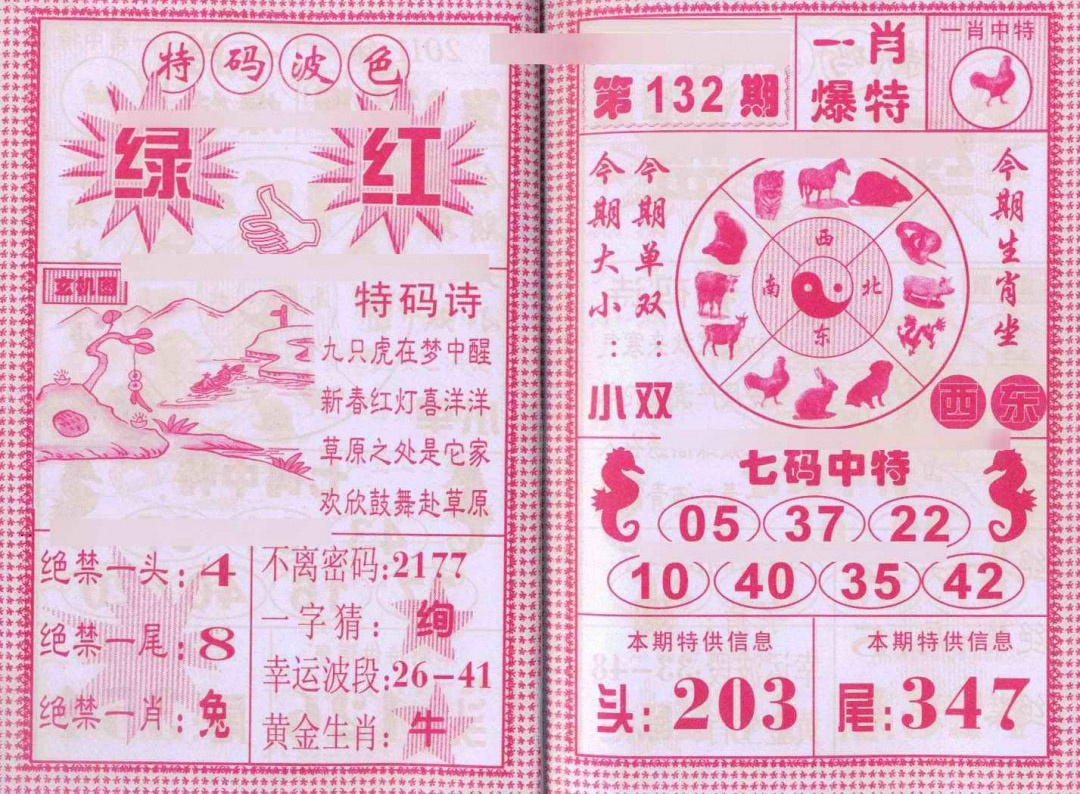 特码波色
绿 红
玄机图
特码诗
九只虎在梦中醒
新春红灯喜洋洋
草原之处是它家
欢欣鼓舞赴草原
绝禁一头:4
绝禁一尾:8
绝禁一肖:兔
不离密码:2177
一字猜:绚
幸运波段:26-41
黄金生肖:牛
第132期
一肖
爆特
一肖中特
今期大小:小
今期单双:双
西
南 北
东
今期生肖坐
西 东
七码中特
05 37 22
10 40 35 42
本期特供信息
头:203
本期特供信息
尾:347